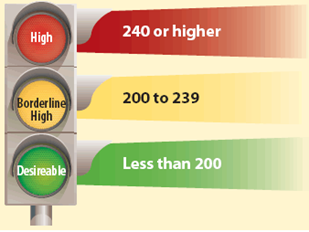 High
240 or higher
Borderline
High
200 to 239
Desireable
Less than 200